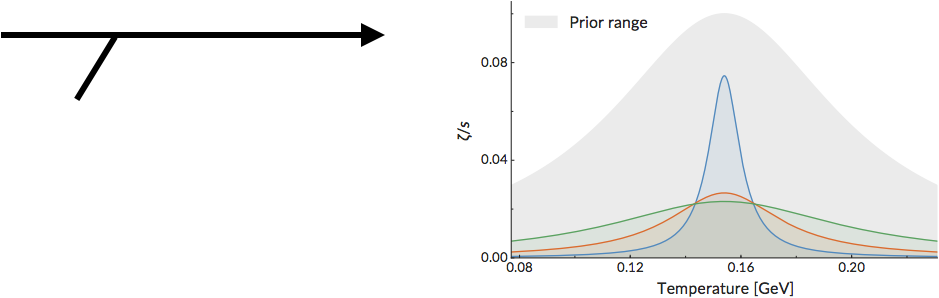 Prior range
0.08
ζ/s
0.04
0.00
0.08 0.12 0.16 0.20
Temperature [GeV]